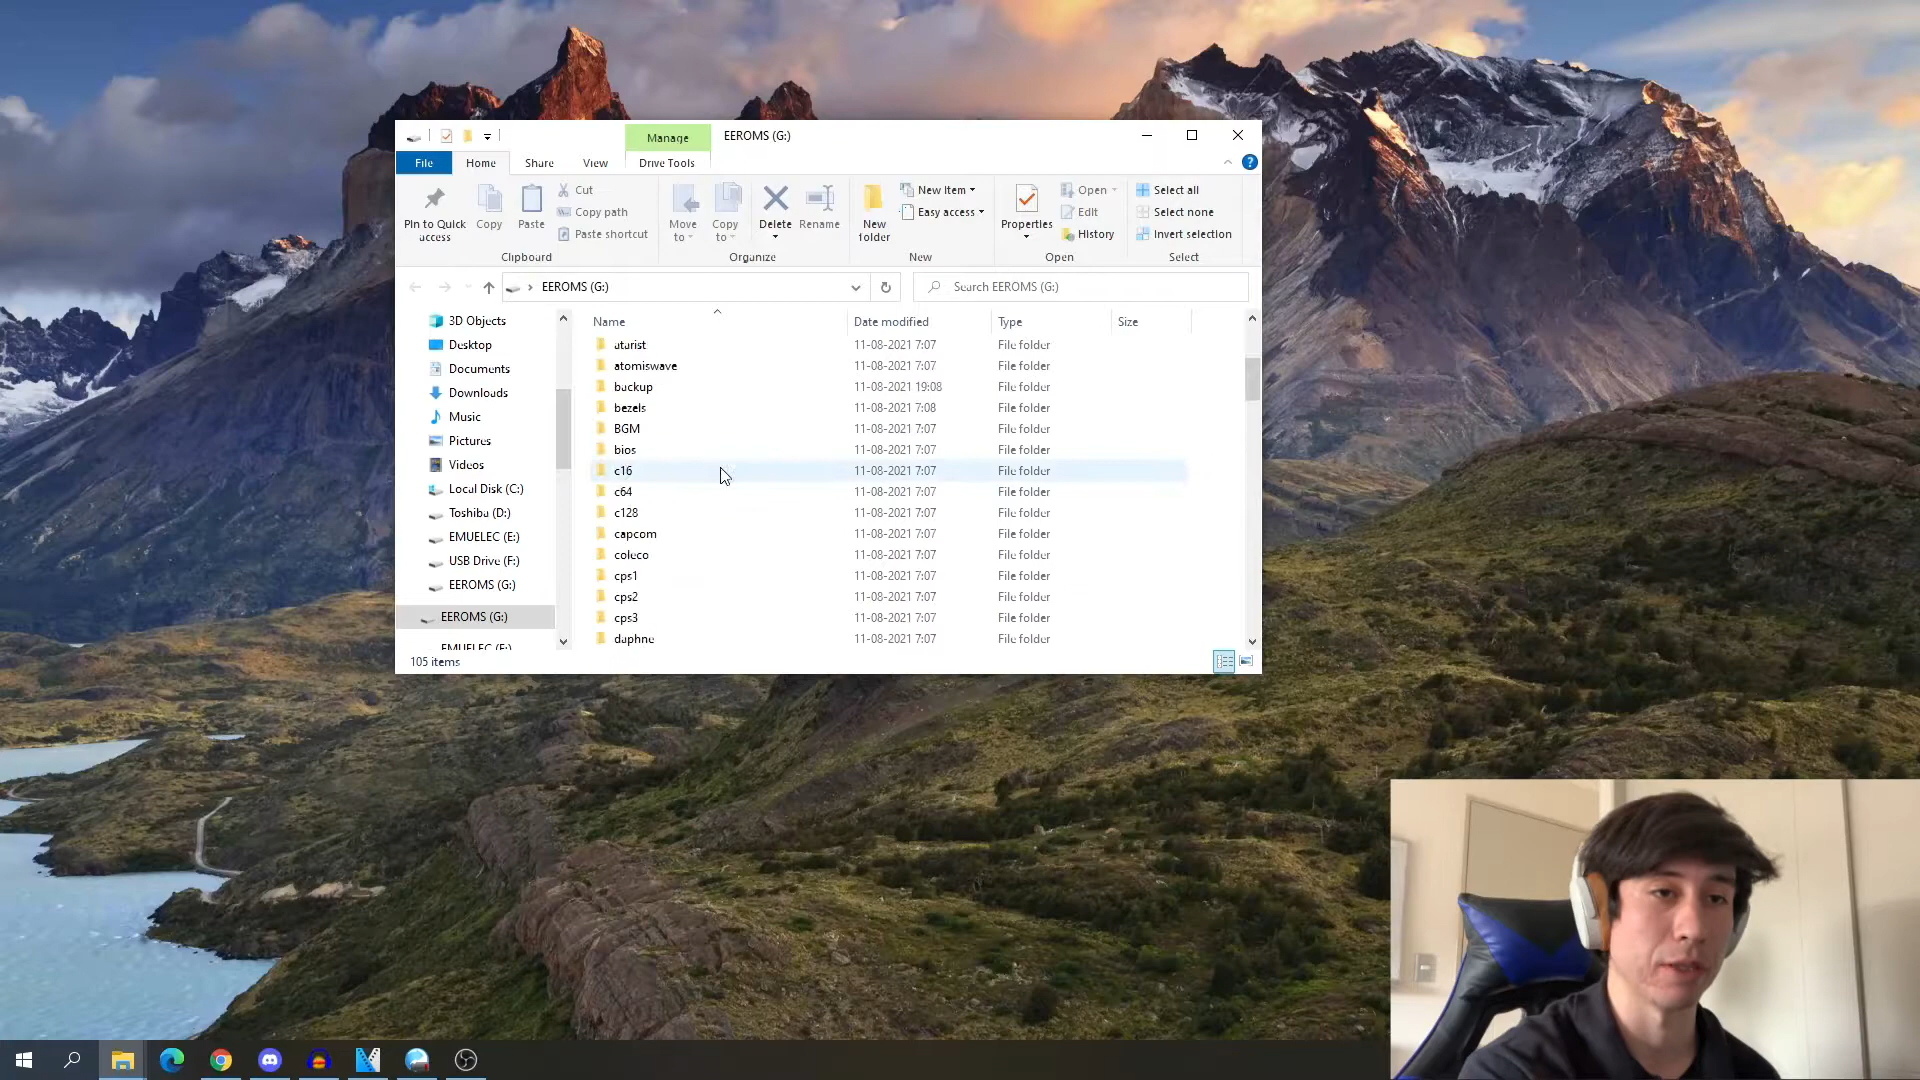 Manage
EEROMS (G:)
File
Home
Share
View
Drive Tools
Pin to Quick access
Copy
Paste
Cut
Copy path
Paste shortcut
Clipboard
Move to
Copy to
Delete
Rename
Organize
New folder
New item
Easy access
New
Properties
Open
Edit
History
Open
Select all
Select none
Invert selection
Select
EEROMS (G:)
Search EEROMS (G:)
3D Objects
Desktop
Documents
Downloads
Music
Pictures
Videos
Local Disk (C:)
Toshiba (D:)
EMUELEC (E:)
USB Drive (F:)
EEROMS (G:)
EEROMS (G:)
Name Date modified Type Size
atarist 11-08-2021 7:07 File folder
atomiswave 11-08-2021 7:07 File folder
backup 11-08-2021 19:08 File folder
bezels 11-08-2021 7:08 File folder
BGM 11-08-2021 7:07 File folder
bios 11-08-2021 7:07 File folder
c16 11-08-2021 7:07 File folder
c64 11-08-2021 7:07 File folder
c128 11-08-2021 7:07 File folder
capcom 11-08-2021 7:07 File folder
coleco 11-08-2021 7:07 File folder
cps1 11-08-2021 7:07 File folder
cps2 11-08-2021 7:07 File folder
cps3 11-08-2021 7:07 File folder
daphne 11-08-2021 7:07 File folder
105 items